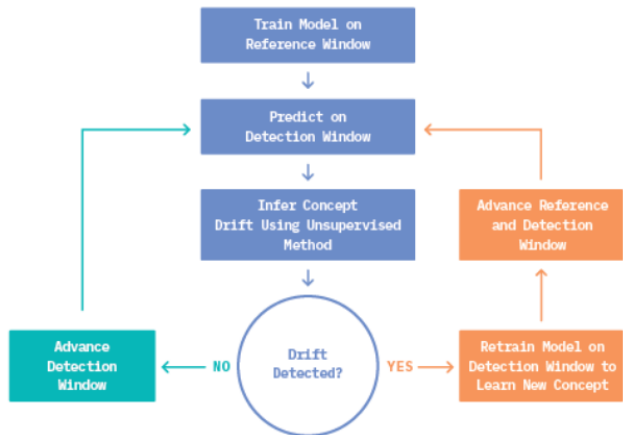 Train Model on
Reference Window
Predict on
Detection Window
Infer Concept
Drift Using Unsupervised
Method
Advance Reference
and Detection
Window
Advance
Detection
Window
NO
Drift
Detected?
YES
Retrain Model on
Detection Window to
Learn New Concept